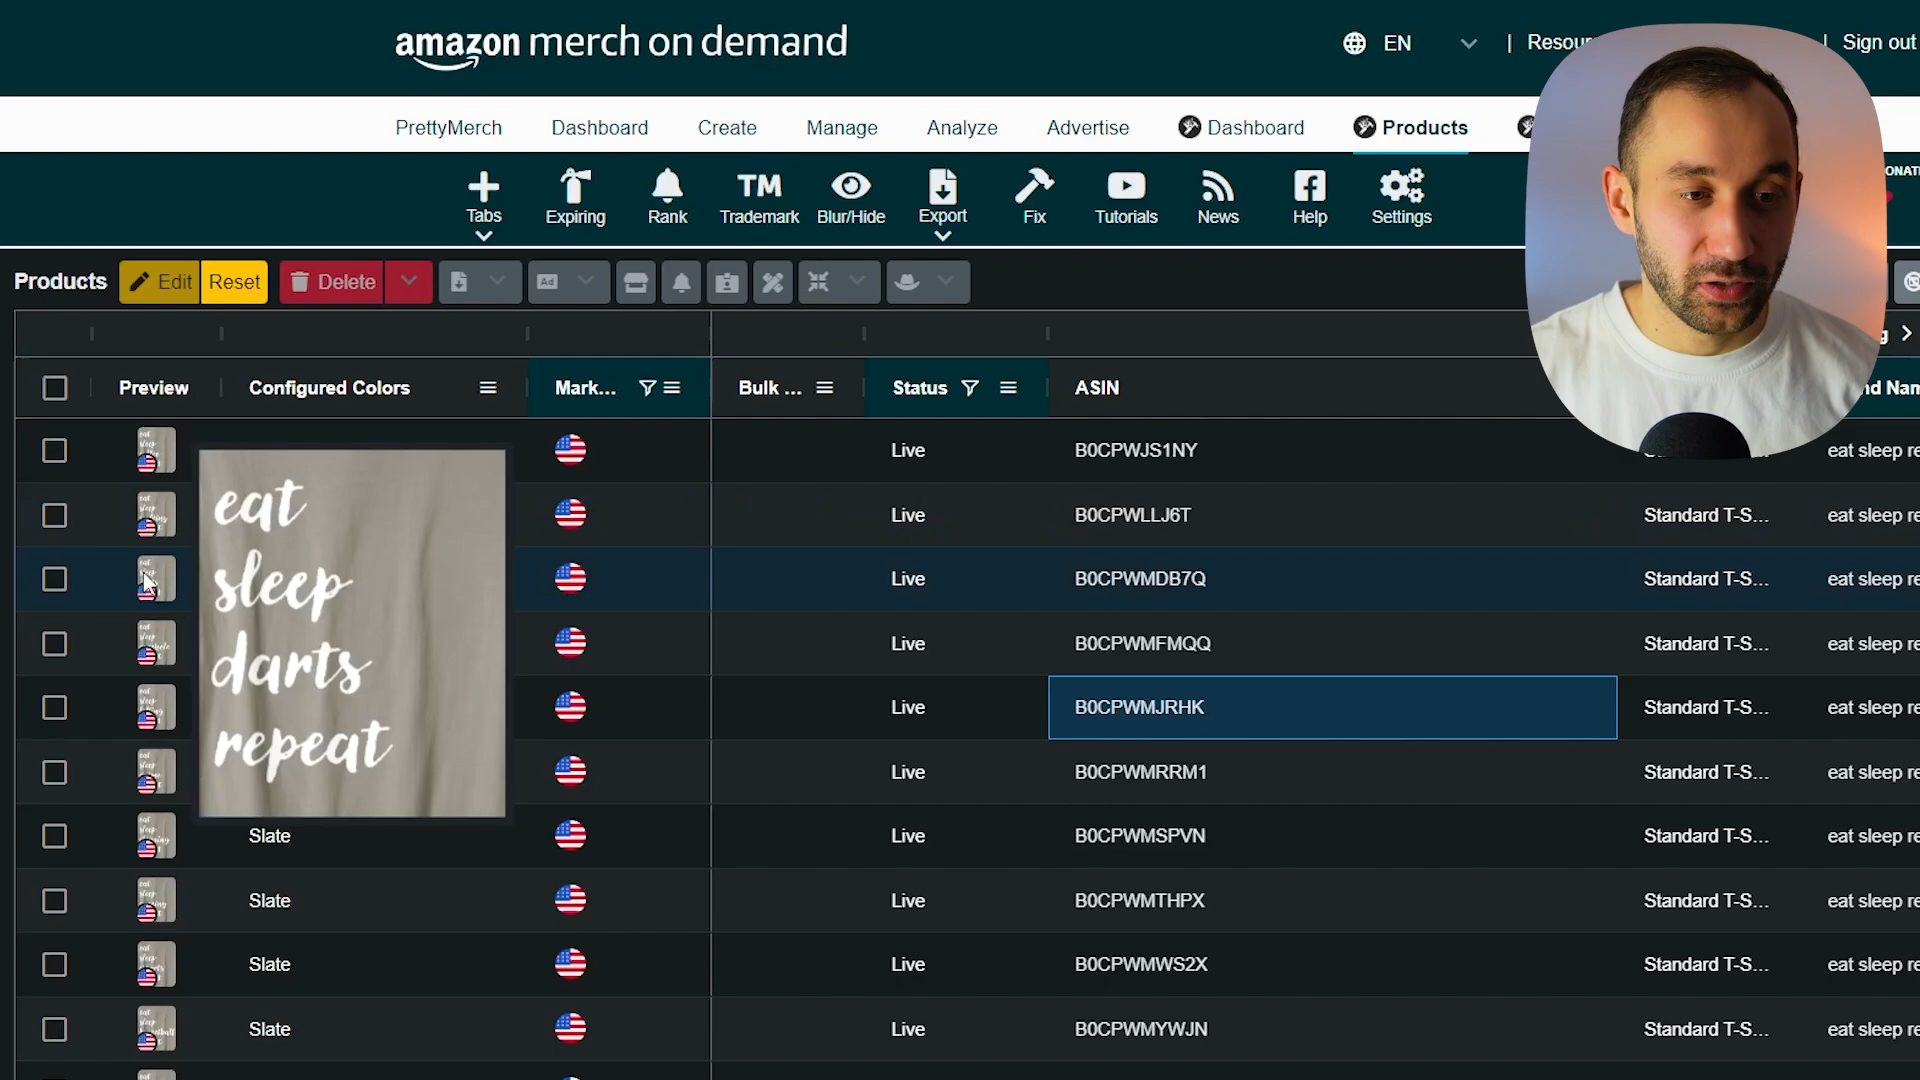 amazon merch on demand
EN
Sign out
PrettyMerch Dashboard Create Manage Analyze Advertise Dashboard Products
Tabs Expiring Rank TM Trademark Blur/Hide Export Fix Tutorials News Help Settings
Products Edit Reset Delete Ad
Preview Configured Colors Mark... Bulk ... Status ASIN
Live B0CPWJS1NY eat sleep re
Live B0CPWLLJ6T Standard T-S... eat sleep re
Live B0CPWMDB7Q Standard T-S... eat sleep re
Live B0CPWMFMQQ Standard T-S... eat sleep re
Live B0CPWMJRHK Standard T-S... eat sleep re
Live B0CPWMRRM1 Standard T-S... eat sleep re
Slate Live B0CPWMSPVN Standard T-S... eat sleep re
Slate Live B0CPWMTHPX Standard T-S... eat sleep re
Slate Live B0CPWMWS2X Standard T-S... eat sleep re
Slate Live B0CPWMYWJN Standard T-S... eat sleep re
eat
sleep
darts
repeat